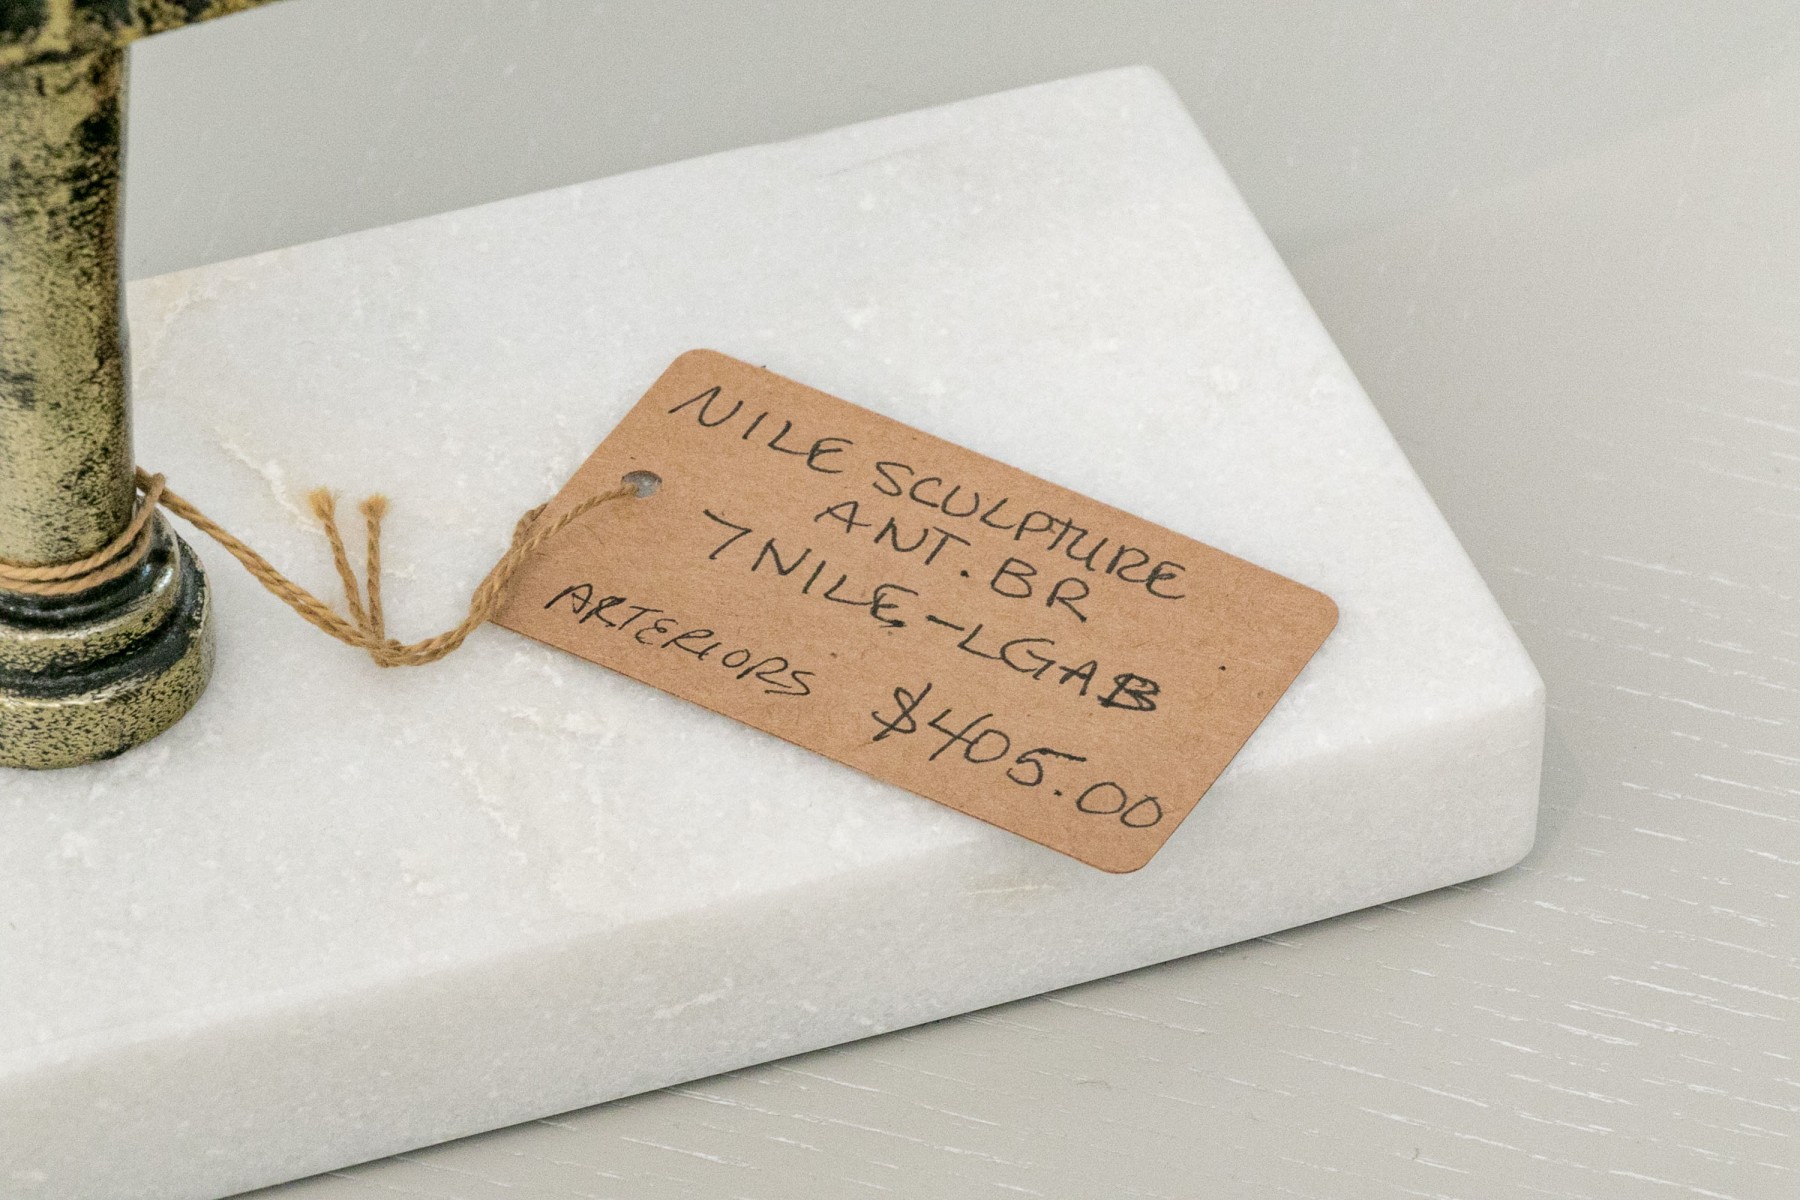 NILE SCULPTURE
ANT. BR
7NILE-LGAB
ARTERIORS
$405.00